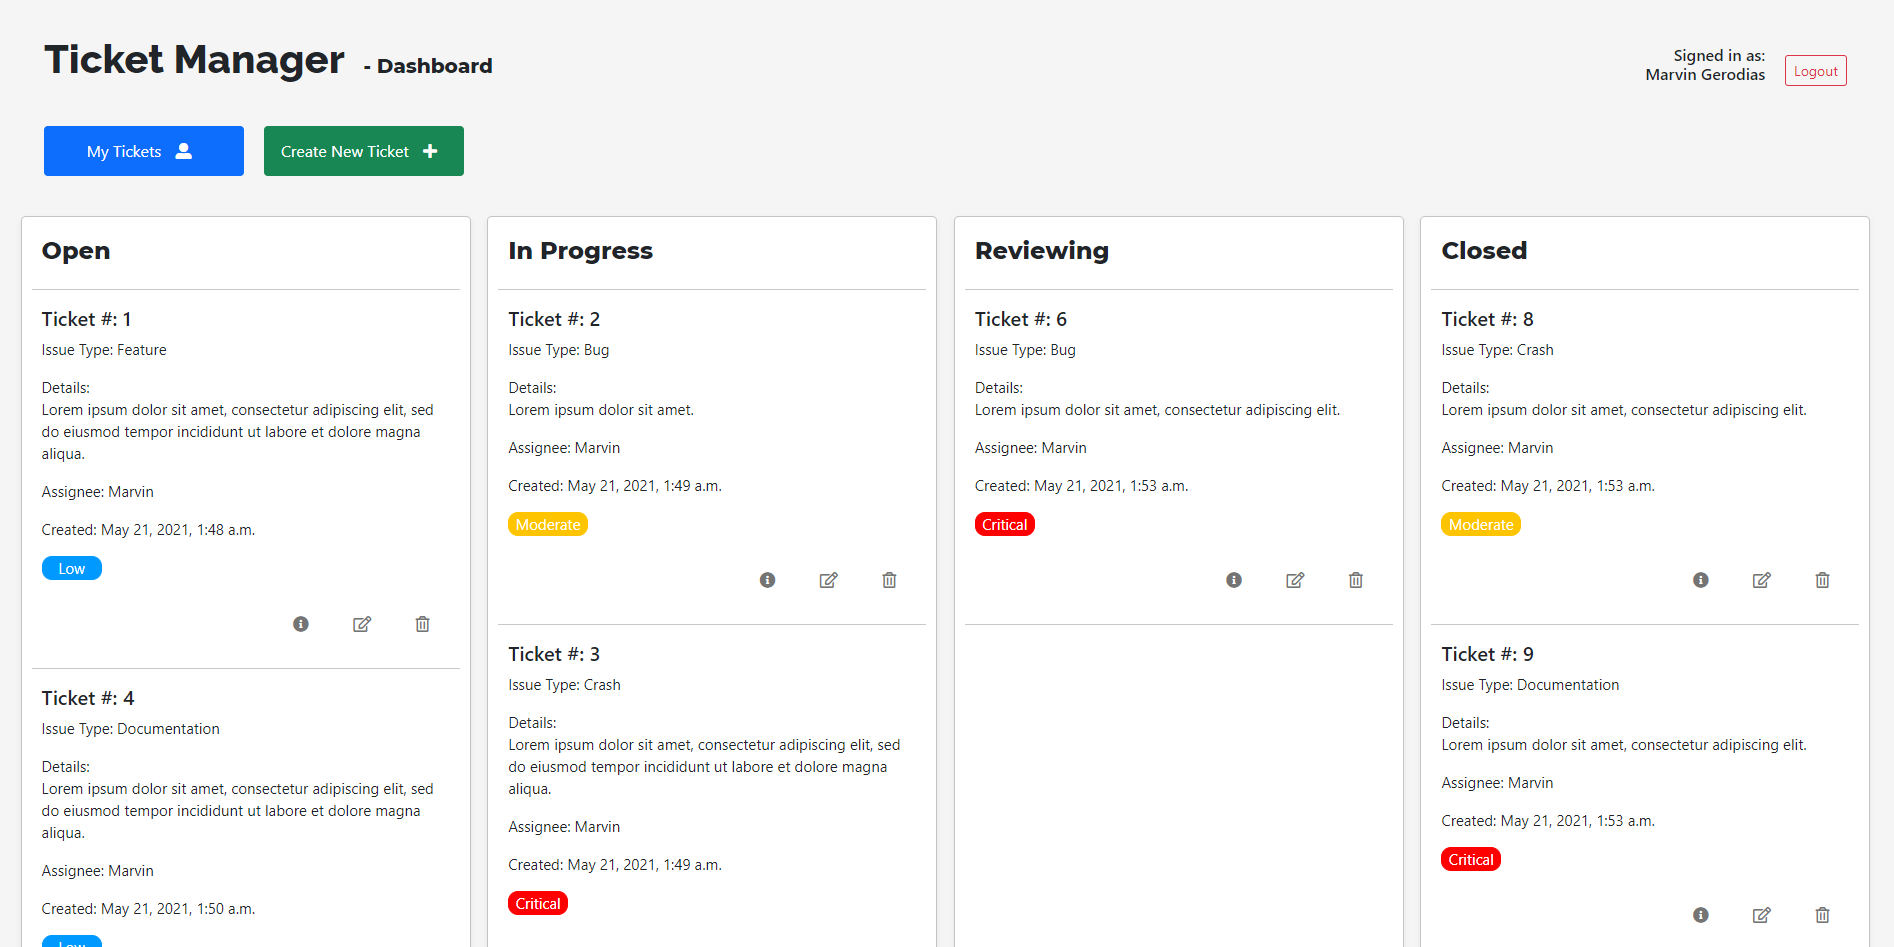 Ticket Manager - Dashboard
Signed in as:
Marvin Gerodias
Logout
My Tickets
Create New Ticket
Open
Ticket #: 1
Issue Type: Feature
Details:
Lorem ipsum dolor sit amet, consectetur adipiscing elit, sed
do eiusmod tempor incididunt ut labore et dolore magna
aliqua.
Assignee: Marvin
Created: May 21, 2021, 1:48 a.m.
Low
Ticket #: 4
Issue Type: Documentation
Details:
Lorem ipsum dolor sit amet, consectetur adipiscing elit, sed
do eiusmod tempor incididunt ut labore et dolore magna
aliqua.
Assignee: Marvin
Created: May 21, 2021, 1:50 a.m.
Low
In Progress
Ticket #: 2
Issue Type: Bug
Details:
Lorem ipsum dolor sit amet.
Assignee: Marvin
Created: May 21, 2021, 1:49 a.m.
Moderate
Ticket #: 3
Issue Type: Crash
Details:
Lorem ipsum dolor sit amet, consectetur adipiscing elit, sed
do eiusmod tempor incididunt ut labore et dolore magna
aliqua.
Assignee: Marvin
Created: May 21, 2021, 1:49 a.m.
Critical
Reviewing
Ticket #: 6
Issue Type: Bug
Details:
Lorem ipsum dolor sit amet, consectetur adipiscing elit.
Assignee: Marvin
Created: May 21, 2021, 1:53 a.m.
Critical
Closed
Ticket #: 8
Issue Type: Crash
Details:
Lorem ipsum dolor sit amet, consectetur adipiscing elit.
Assignee: Marvin
Created: May 21, 2021, 1:53 a.m.
Moderate
Ticket #: 9
Issue Type: Documentation
Details:
Lorem ipsum dolor sit amet, consectetur adipiscing elit.
Assignee: Marvin
Created: May 21, 2021, 1:53 a.m.
Critical